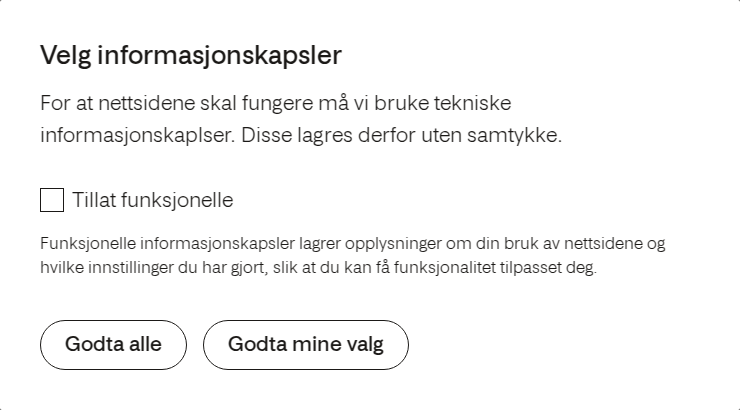 Velg informasjonskapsler
For at nettsidene skal fungere må vi bruke tekniske
informasjonskaplser. Disse lagres derfor uten samtykke.
Tillat funksjonelle
Funksjonelle informasjonskapsler lagrer opplysninger om din bruk av nettsidene og
hvilke innstillinger du har gjort, slik at du kan få funksjonalitet tilpasset deg.
Godta alle
Godta mine valg